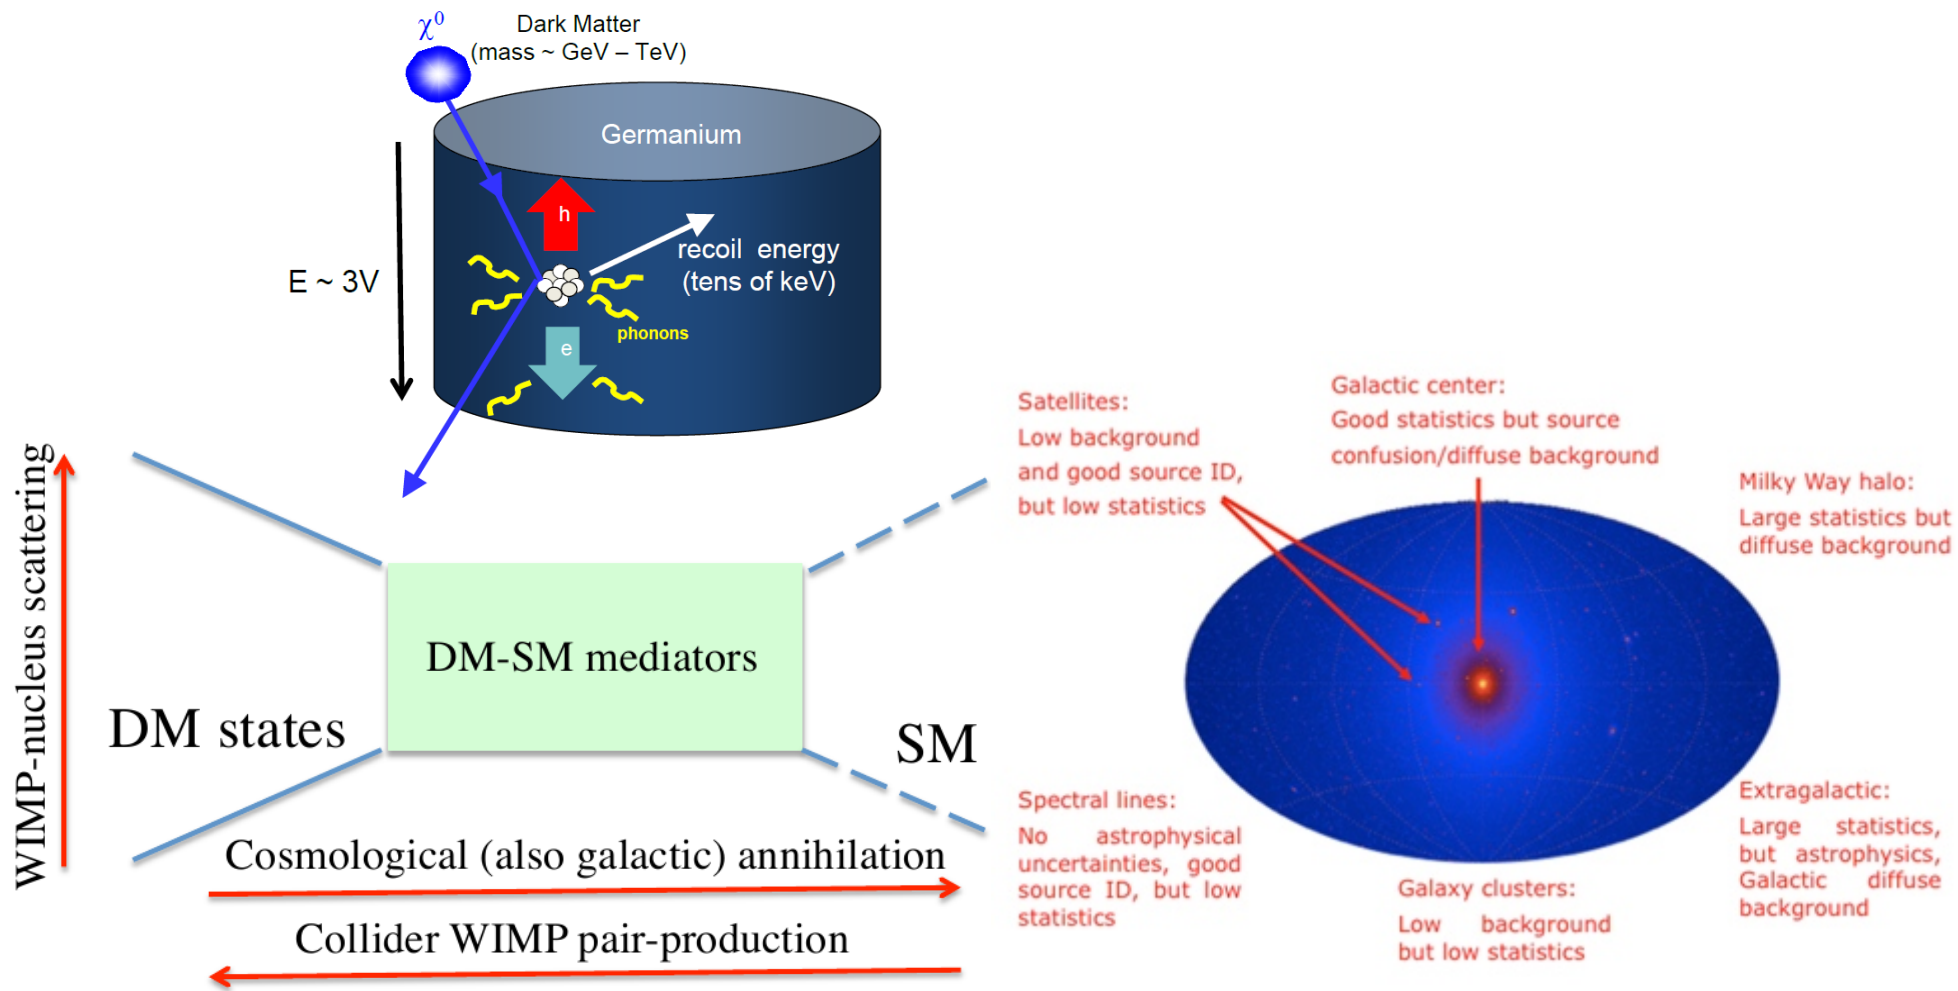 χ⁰
Dark Matter
(mass ~ GeV – TeV)
Germanium
h
recoil energy
(tens of keV)
E ~ 3V
phonons
e
WIMP-nucleus scattering
DM-SM mediators
DM states
SM
Cosmological (also galactic) annihilation
Collider WIMP pair-production
Satellites:
Low background
and good source ID,
but low statistics
Galactic center:
Good statistics but source
confusion/diffuse background
Milky Way halo:
Large statistics but
diffuse background
Spectral lines:
No astrophysical
uncertainties, good
source ID, but low
statistics
Galaxy clusters:
Low background
but low statistics
Extragalactic:
Large statistics,
but astrophysics,
Galactic diffuse
background